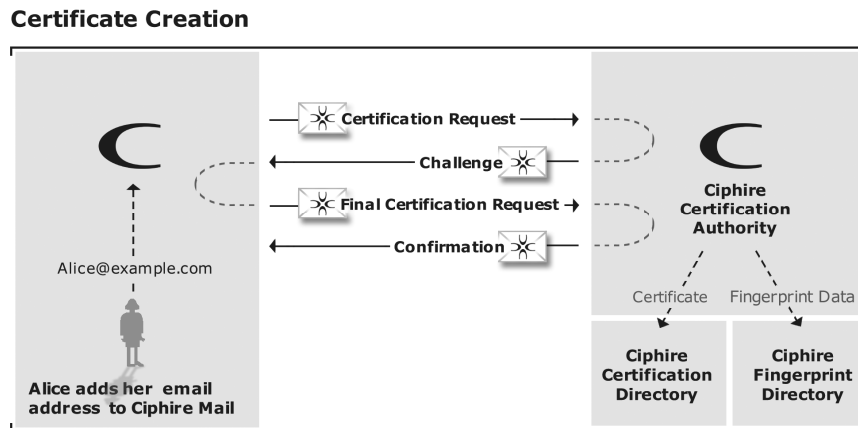 Certificate Creation
Certification Request
Challenge
Final Certification Request
Confirmation
Alice@example.com
Alice adds her email
address to Ciphire Mail
Ciphire
Certification
Authority
Certificate
Fingerprint Data
Ciphire
Certification
Directory
Ciphire
Fingerprint
Directory